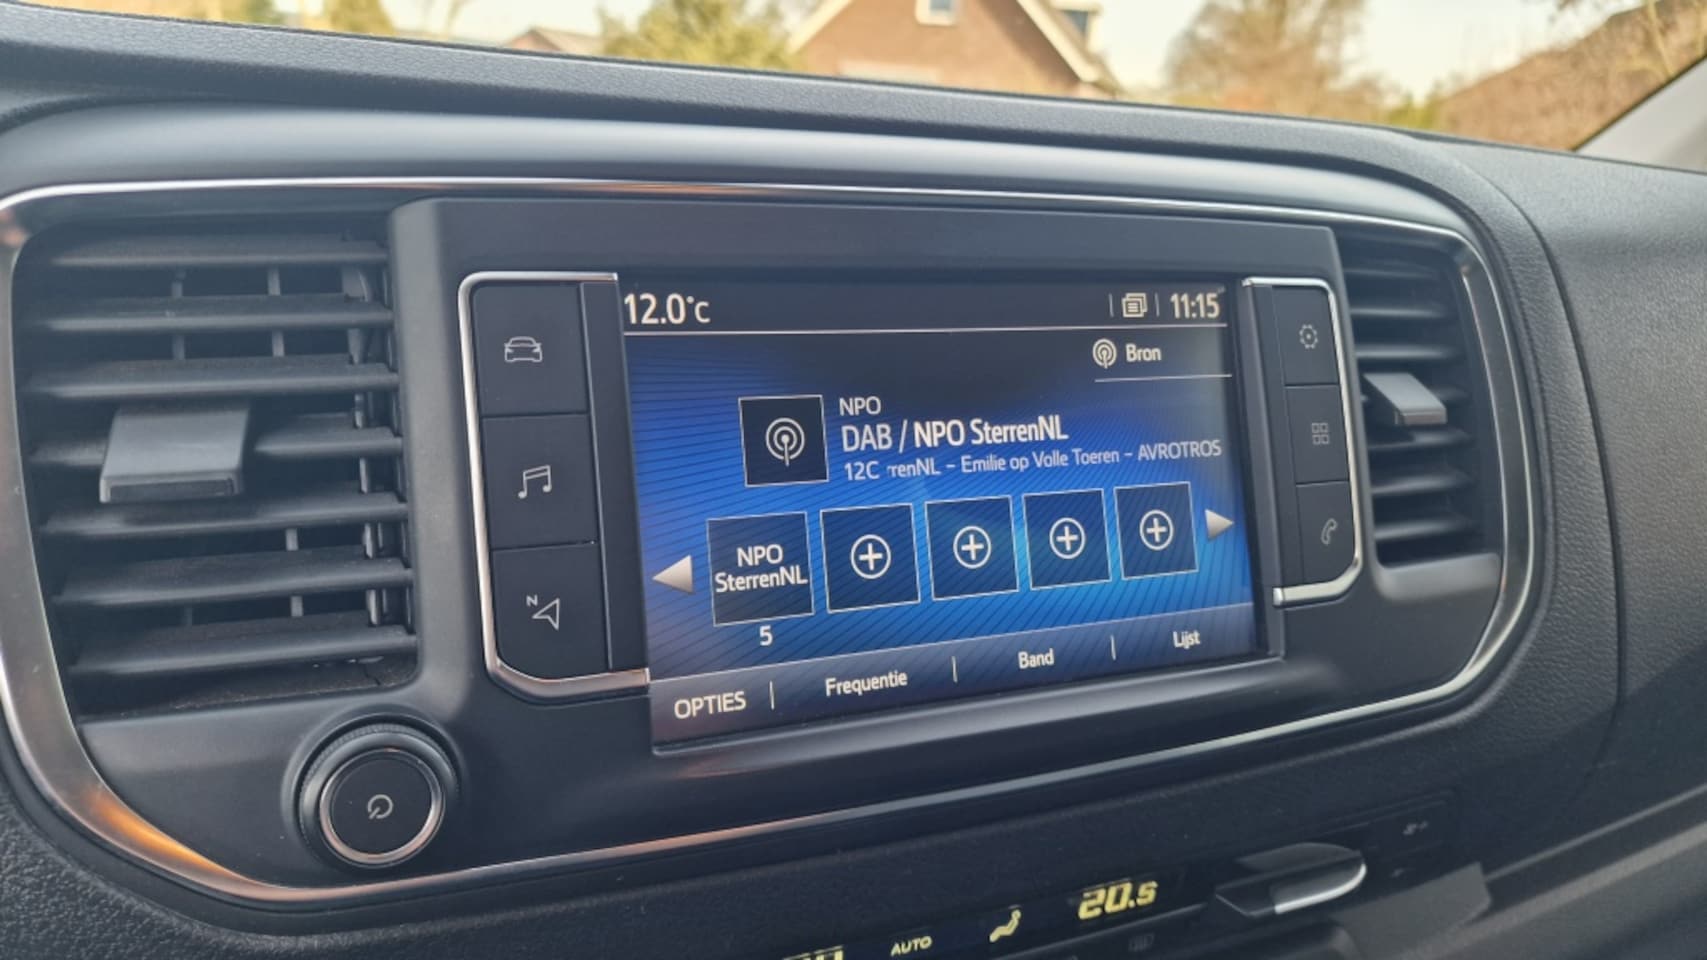 12.0°C
11:15
Bron
NPO
DAB / NPO SterrenNL
12C renNL - Emilie op Volle Toeren - AVROTROS
NPO
SterrenNL
5
OPTIES | Frequentie | Band | Lijst
N
AUTO
20.5